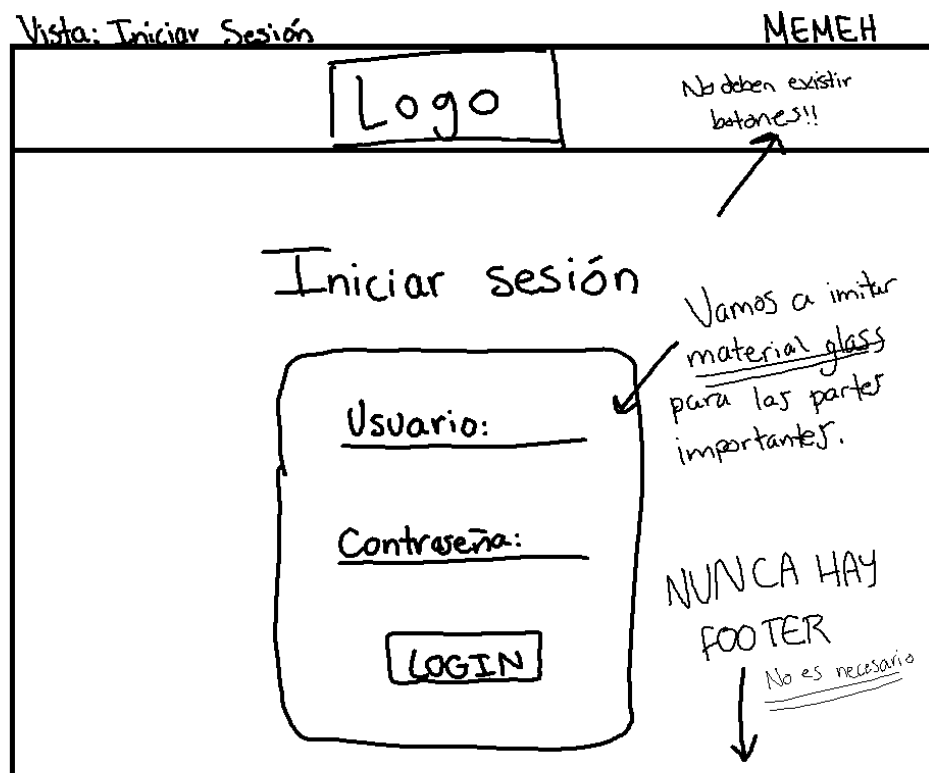 Vista: Iniciar Sesión
MEMEH
Logo
No deben existir
botones!!
Iniciar sesión
Vamos a imitar
material glass
para las partes
importantes.
Usuario:
Contraseña:
LOGIN
NUNCA HAY
FOOTER
No es necesario